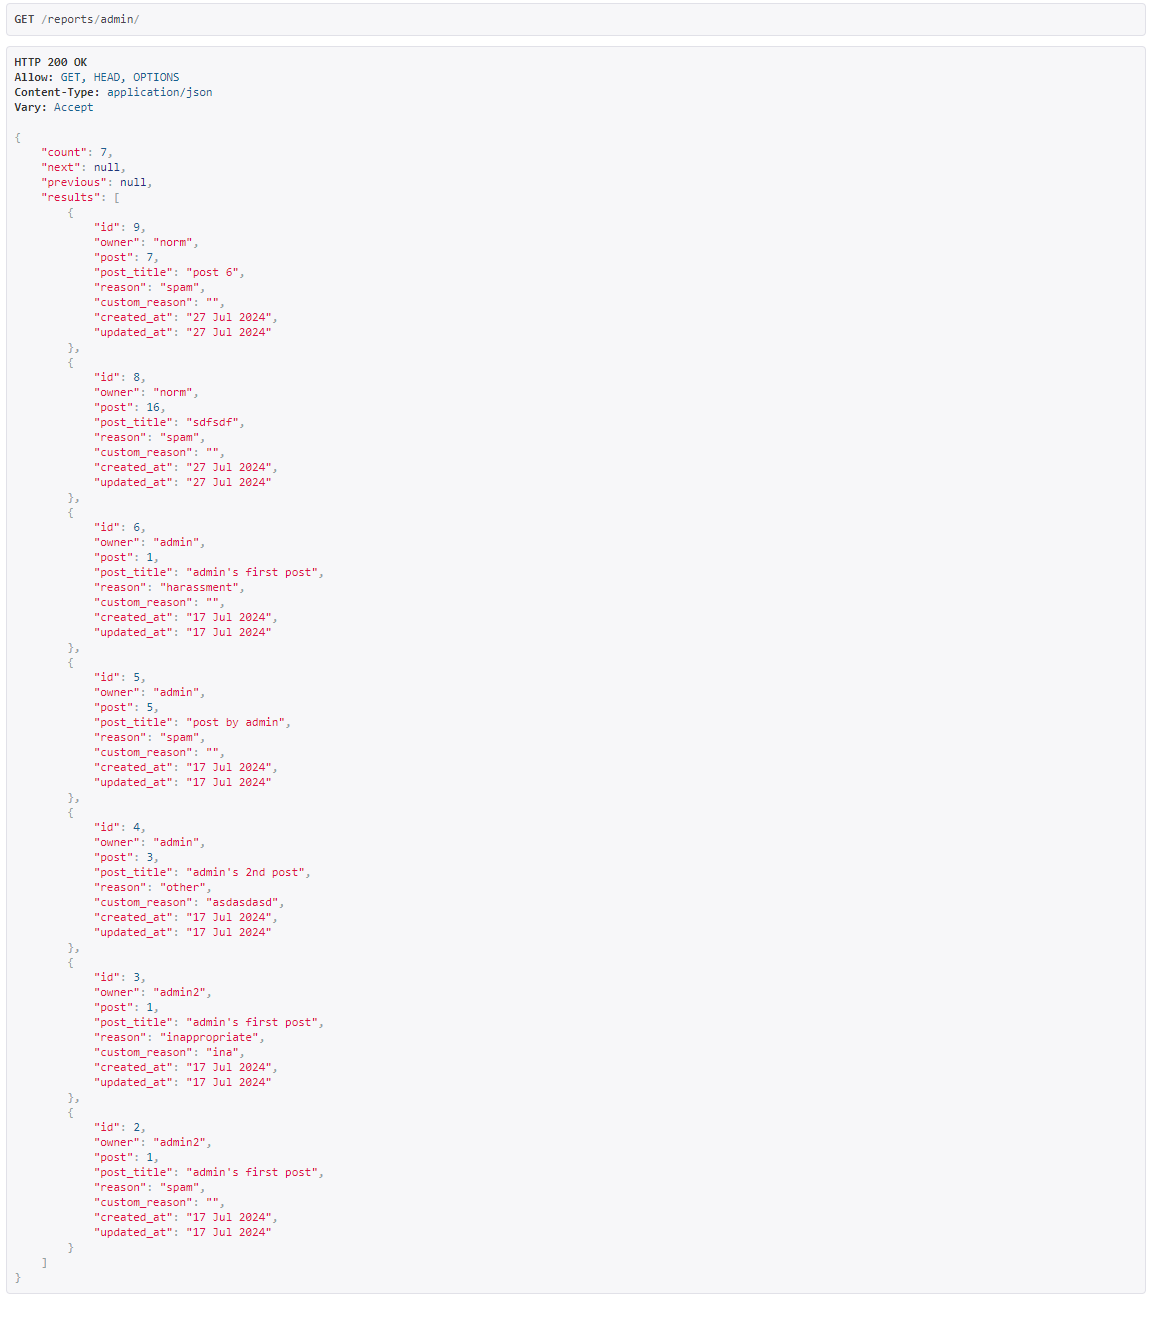 GET /reports/admin/
HTTP 200 OK
Allow: GET, HEAD, OPTIONS
Content-Type: application/json
Vary: Accept
{
    "count": 7,
    "next": null,
    "previous": null,
    "results": [
        {
            "id": 9,
            "owner": "norm",
            "post": 7,
            "post_title": "post 6",
            "reason": "spam",
            "custom_reason": "",
            "created_at": "27 Jul 2024",
            "updated_at": "27 Jul 2024"
        },
        {
            "id": 8,
            "owner": "norm",
            "post": 16,
            "post_title": "sdfsdf",
            "reason": "spam",
            "custom_reason": "",
            "created_at": "27 Jul 2024",
            "updated_at": "27 Jul 2024"
        },
        {
            "id": 6,
            "owner": "admin",
            "post": 1,
            "post_title": "admin's first post",
            "reason": "harassment",
            "custom_reason": "",
            "created_at": "17 Jul 2024",
            "updated_at": "17 Jul 2024"
        },
        {
            "id": 5,
            "owner": "admin",
            "post": 5,
            "post_title": "post by admin",
            "reason": "spam",
            "custom_reason": "",
            "created_at": "17 Jul 2024",
            "updated_at": "17 Jul 2024"
        },
        {
            "id": 4,
            "owner": "admin",
            "post": 3,
            "post_title": "admin's 2nd post",
            "reason": "other",
            "custom_reason": "asdasdasd",
            "created_at": "17 Jul 2024",
            "updated_at": "17 Jul 2024"
        },
        {
            "id": 3,
            "owner": "admin2",
            "post": 1,
            "post_title": "admin's first post",
            "reason": "inappropriate",
            "custom_reason": "ina",
            "created_at": "17 Jul 2024",
            "updated_at": "17 Jul 2024"
        },
        {
            "id": 2,
            "owner": "admin2",
            "post": 1,
            "post_title": "admin's first post",
            "reason": "spam",
            "custom_reason": "",
            "created_at": "17 Jul 2024",
            "updated_at": "17 Jul 2024"
        }
    ]
}